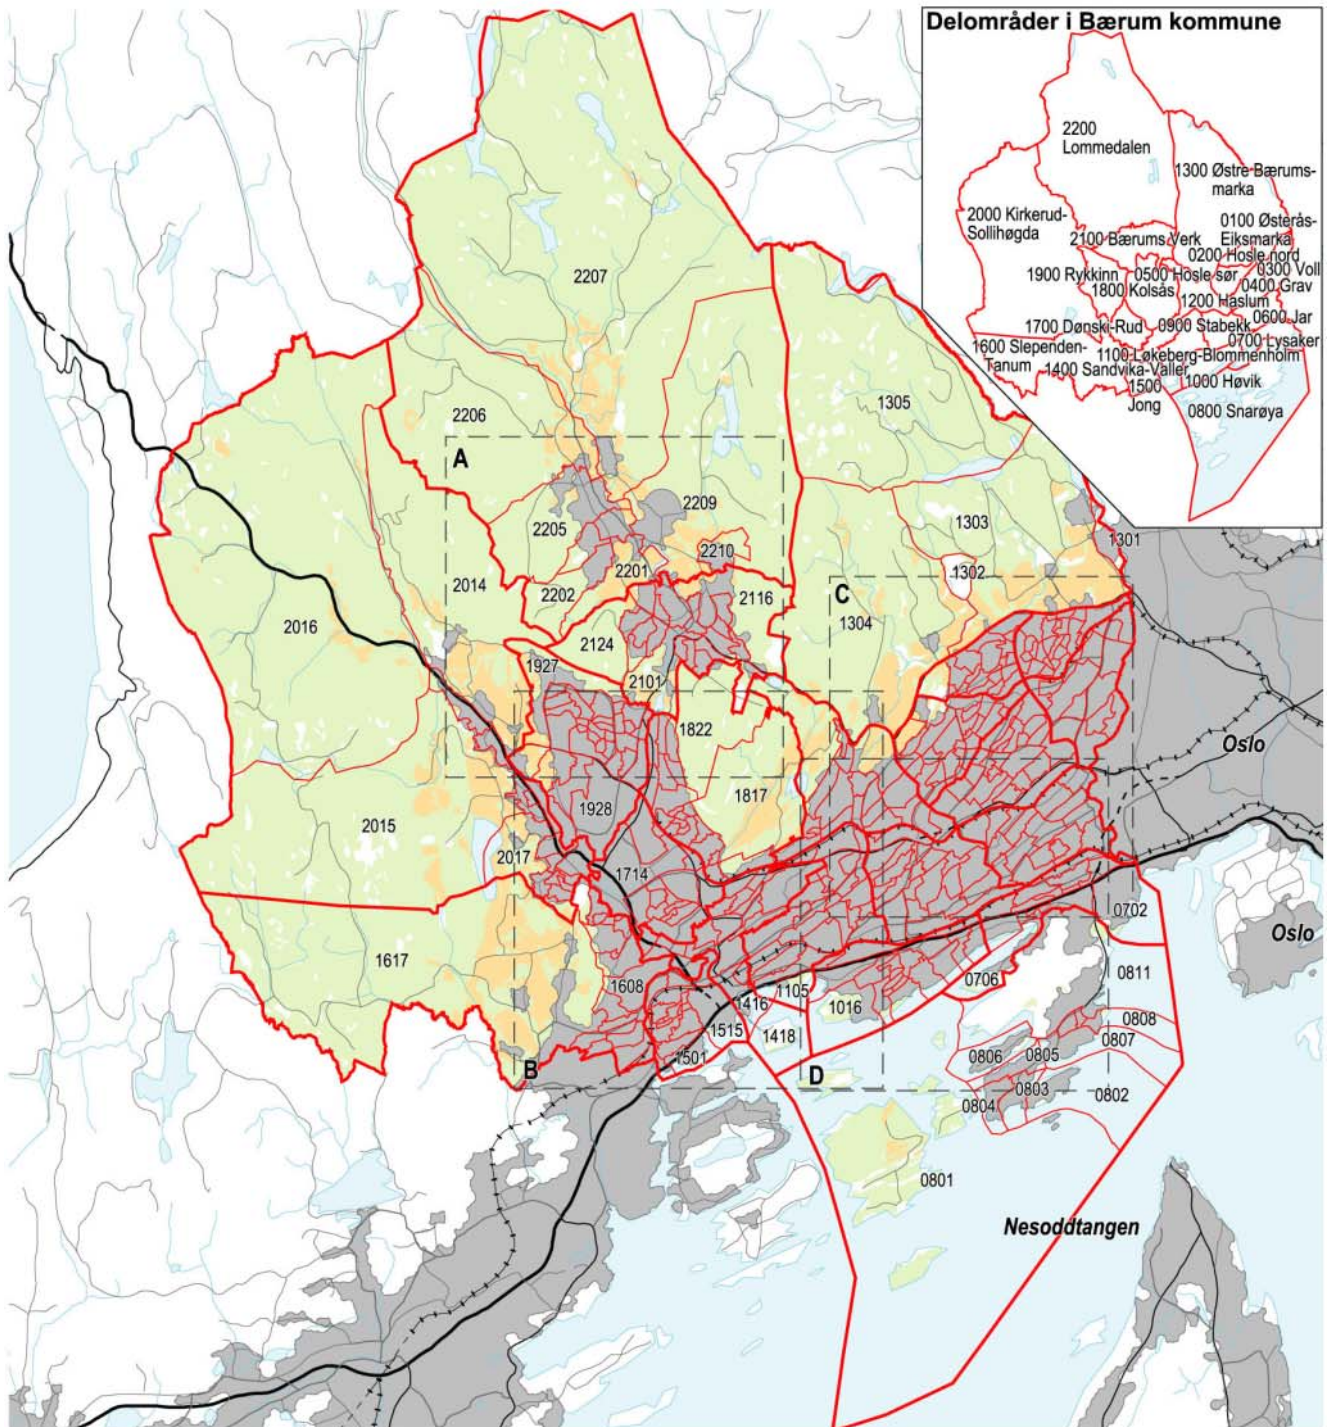 Delområder i Bærum kommune
2200
Lommedalen
1300 Østre Bærums-
marka
2000 Kirkerud-
Sollihøgda
0100 Østerås-
Eiksmarka
2100 Bærums Verk
0200 Hosle nord
1900 Rykkinn
0500 Hosle sør
0300 Voll
1800 Kolsås
0400 Grav
1200 Haslum
0600 Jar
1700 Dønski-Rud
0900 Stabekk
0700 Lysaker
1600 Slependen-
Tanum
1100 Løkeberg-Blommenholm
1400 Sandvika-Valler
1000 Høvik
1500
Jong
0800 Snarøya
2207
2206
1305
A
2209
2205
1303
1301
2210
2201
1302
2014
2202
2116
C
2016
1304
2124
1927
2101
1822
Oslo
1817
1928
2015
2017
1714
0702
Oslo
1617
0811
1608
0706
1105
1416
1016
0808
1515
1418
0807
1501
0806
0805
B
D
0803
0802
0804
0801
Nesoddtangen